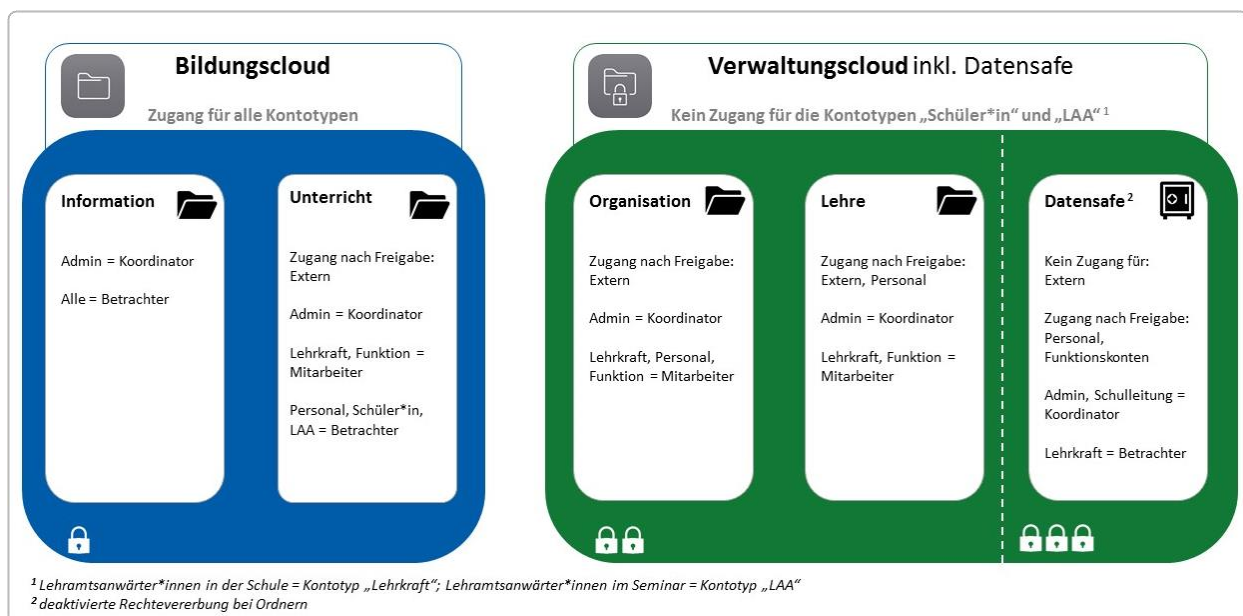 Bildungscloud
Zugang für alle Kontotypen
Information
Admin = Koordinator
Alle = Betrachter
Unterricht
Zugang nach Freigabe:
Extern
Admin = Koordinator
Lehrkraft, Funktion =
Mitarbeiter
Personal, Schüler*in,
LAA = Betrachter
Verwaltungscloud inkl. Datensafe
Kein Zugang für die Kontotypen „Schüler*in“ und „LAA“ ¹
Organisation
Zugang nach Freigabe:
Extern
Admin = Koordinator
Lehrkraft, Personal,
Funktion = Mitarbeiter
Lehre
Zugang nach Freigabe:
Extern, Personal
Admin = Koordinator
Lehrkraft, Funktion =
Mitarbeiter
Datensafe ²
Kein Zugang für:
Extern
Zugang nach Freigabe:
Personal,
Funktionskonten
Admin, Schulleitung =
Koordinator
Lehrkraft = Betrachter
¹ Lehramtsanwärter*innen in der Schule = Kontotyp „Lehrkraft“; Lehramtsanwärter*innen im Seminar = Kontotyp „LAA“
² deaktivierte Rechtevererbung bei Ordnern